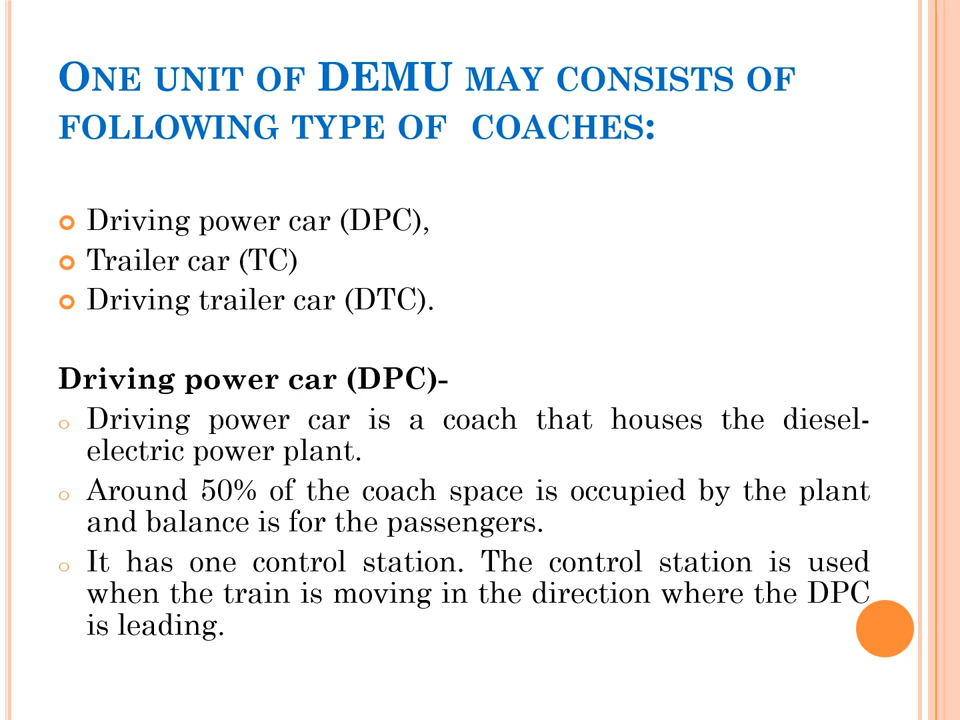 ONE UNIT OF DEMU MAY CONSISTS OF
FOLLOWING TYPE OF COACHES:
Driving power car (DPC),
Trailer car (TC)
Driving trailer car (DTC).
Driving power car (DPC)-
Driving power car is a coach that houses the diesel-
electric power plant.
Around 50% of the coach space is occupied by the plant
and balance is for the passengers.
It has one control station. The control station is used
when the train is moving in the direction where the DPC
is leading.